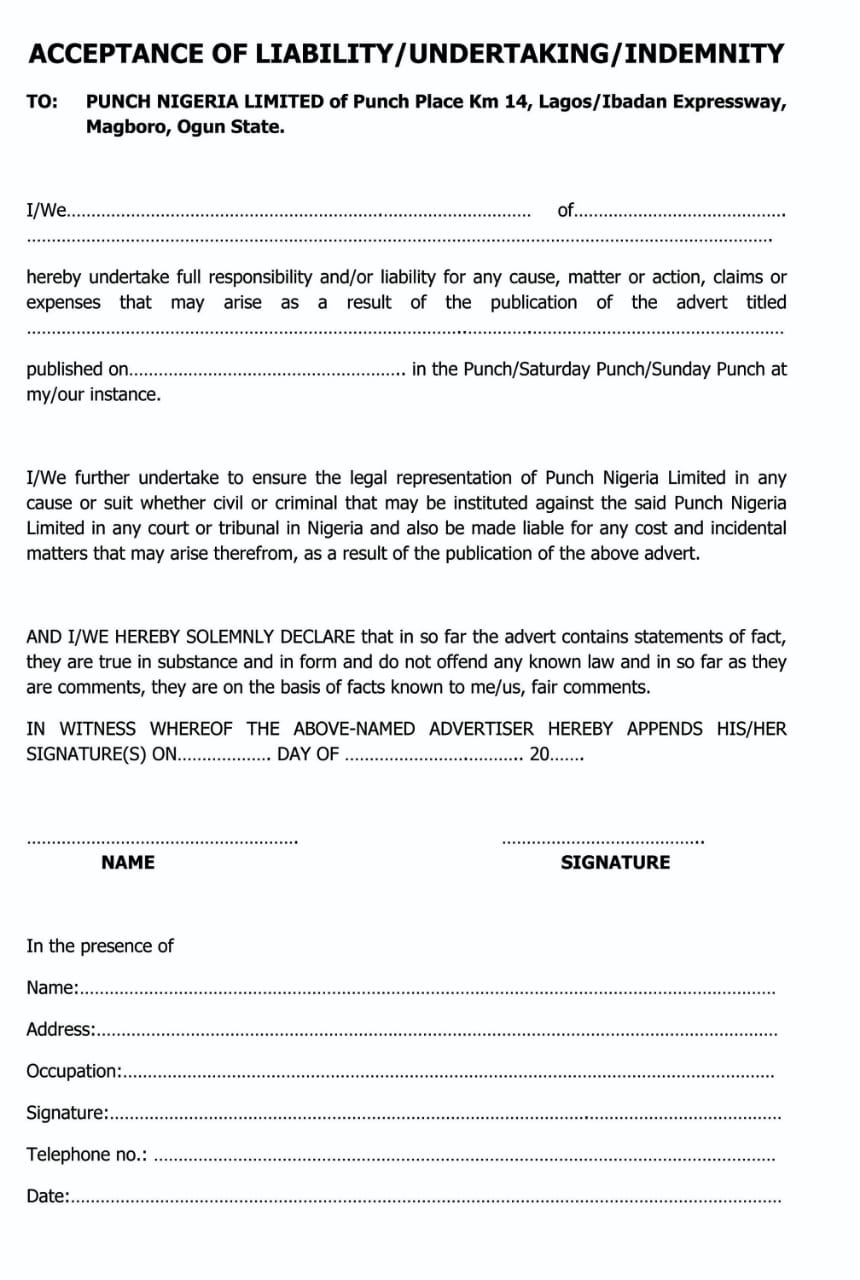 ACCEPTANCE OF LIABILITY/UNDERTAKING/INDEMNITY
TO: PUNCH NIGERIA LIMITED of Punch Place Km 14, Lagos/Ibadan Expressway,
Magboro, Ogun State.
I/We.............................................................................................. of...........................................
.......................................................................................................................................................
hereby undertake full responsibility and/or liability for any cause, matter or action, claims or
expenses that may arise as a result of the publication of the advert titled
..........................................................................................................................................................
published on........................................................ in the Punch/Saturday Punch/Sunday Punch at
my/our instance.
I/We further undertake to ensure the legal representation of Punch Nigeria Limited in any
cause or suit whether civil or criminal that may be instituted against the said Punch Nigeria
Limited in any court or tribunal in Nigeria and also be made liable for any cost and incidental
matters that may arise therefrom, as a result of the publication of the above advert.
AND I/WE HEREBY SOLEMNLY DECLARE that in so far the advert contains statements of fact,
they are true in substance and in form and do not offend any known law and in so far as they
are comments, they are on the basis of facts known to me/us, fair comments.
IN WITNESS WHEREOF THE ABOVE-NAMED ADVERTISER HEREBY APPENDS HIS/HER
SIGNATURE(S) ON................... DAY OF .................................... 20.......
....................................................... .........................................
NAME SIGNATURE
In the presence of
Name:.............................................................................................................................................
Address:..........................................................................................................................................
Occupation:....................................................................................................................................
Signature:........................................................................................................................................
Telephone no.: ..............................................................................................................................
Date:................................................................................................................................................